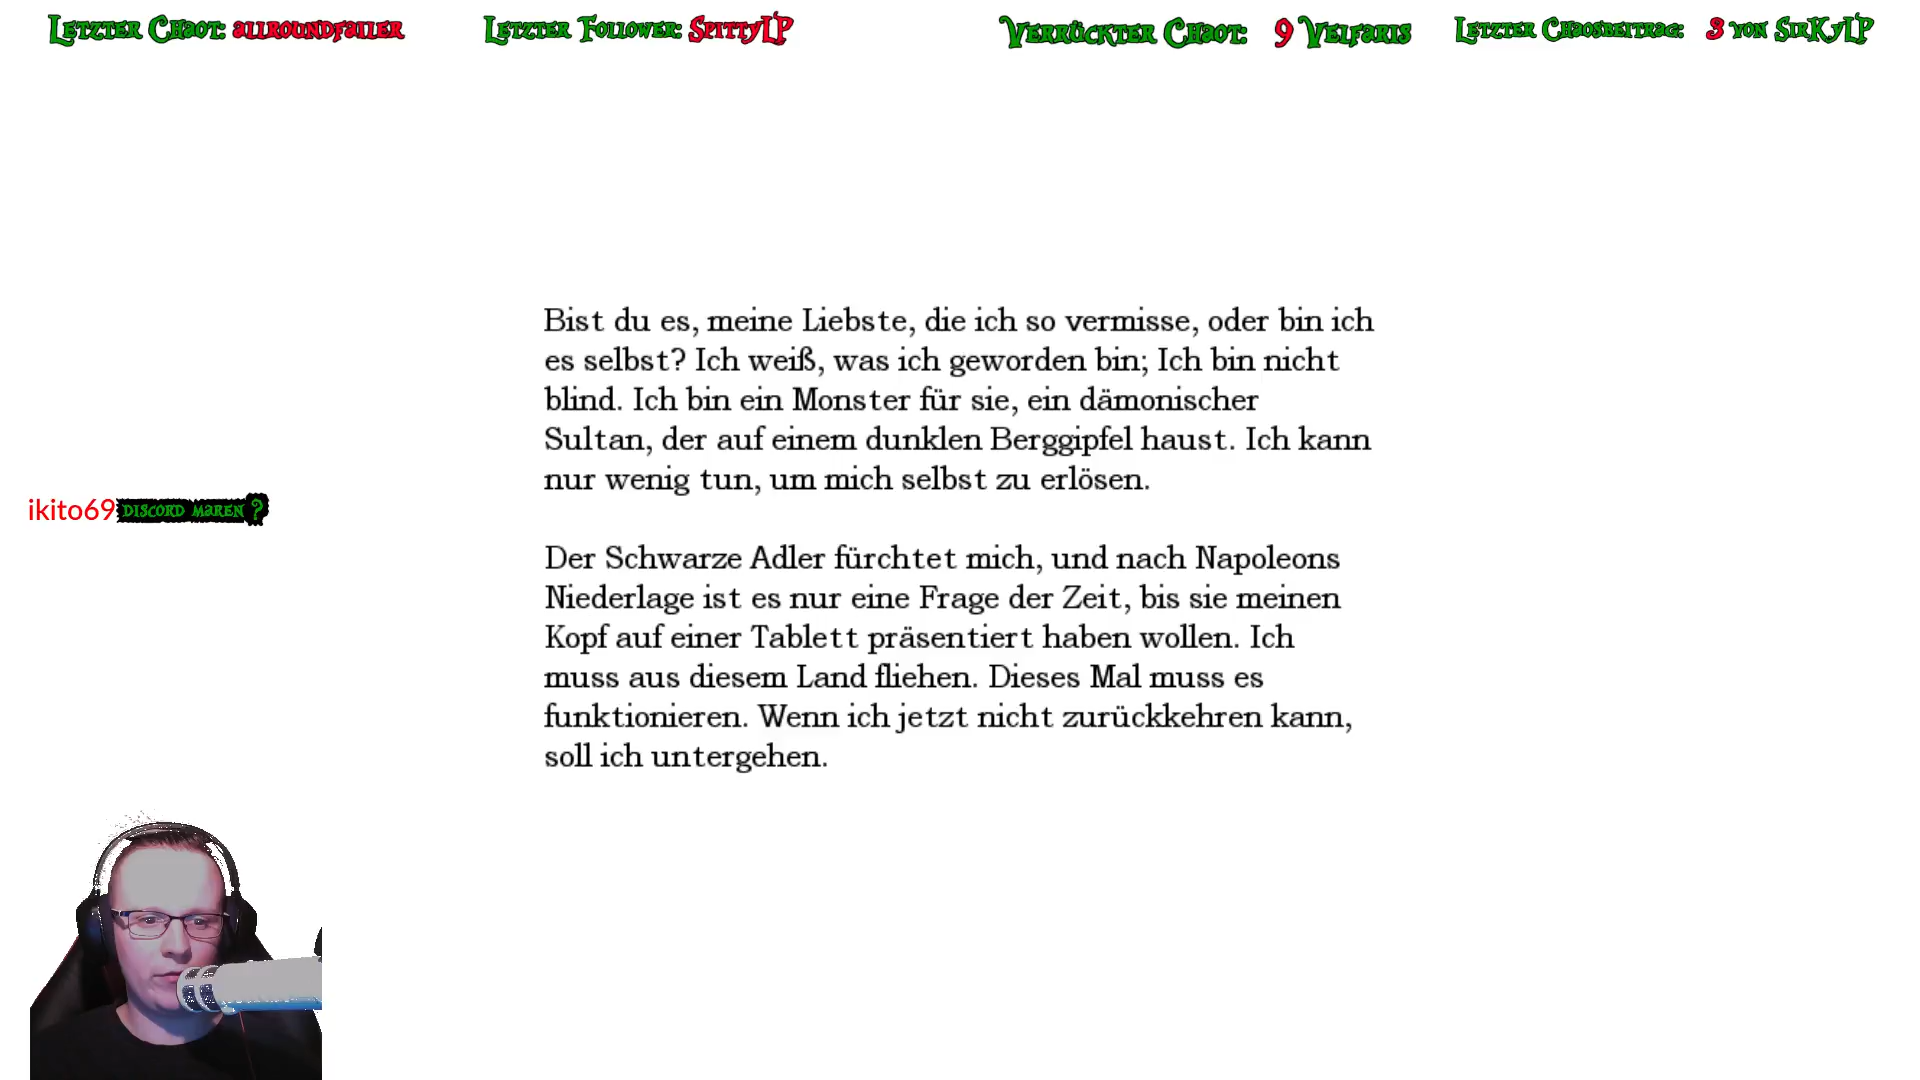 Letzter Chaot: allroundfailer
Letzter Follower: SpittyLP
Verrückter Chaot: 9 Velfaris
Letzter Chaosbeitrag: 3 von SirKyLP
Bist du es, meine Liebste, die ich so vermisse, oder bin ich
es selbst? Ich weiß, was ich geworden bin; Ich bin nicht
blind. Ich bin ein Monster für sie, ein dämonischer
Sultan, der auf einem dunklen Berggipfel haust. Ich kann
nur wenig tun, um mich selbst zu erlösen.
ikito69 discord maren ?
Der Schwarze Adler fürchtet mich, und nach Napoleons
Niederlage ist es nur eine Frage der Zeit, bis sie meinen
Kopf auf einer Tablett präsentiert haben wollen. Ich
muss aus diesem Land fliehen. Dieses Mal muss es
funktionieren. Wenn ich jetzt nicht zurückkehren kann,
soll ich untergehen.